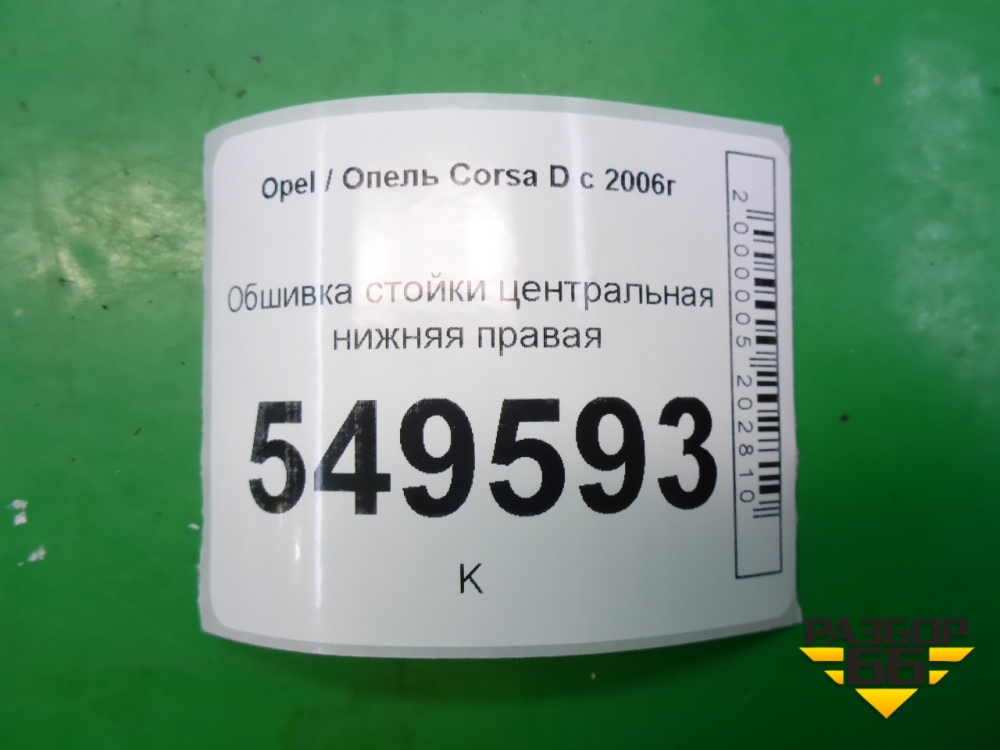 Opel / Опель Corsa D с 2006г
Обшивка стойки центральная
нижняя правая
549593
К
2000005202810
РАЗБОР
66